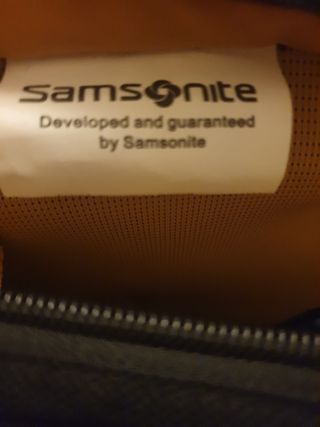 Samsonite
Developed and guaranteed
by Samsonite